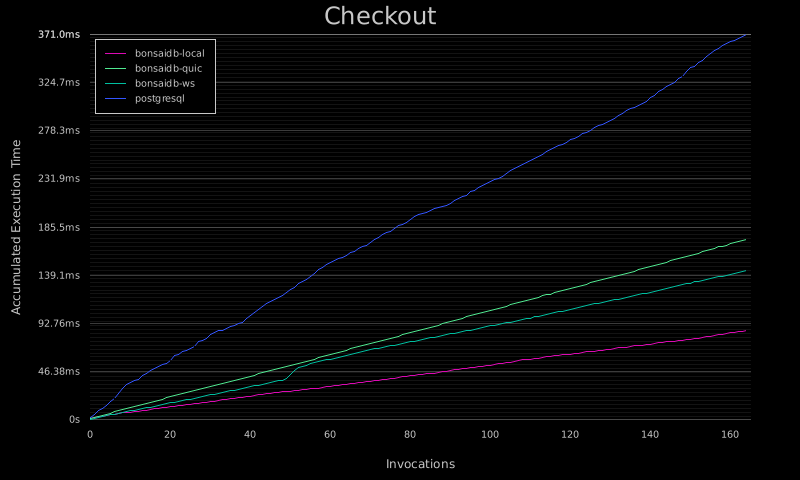 Checkout
371.0ms
324.7ms
278.3ms
231.9ms
185.5ms
139.1ms
92.76ms
46.38ms
0s
Accumulated Execution Time
bonsaidb-local
bonsaidb-quic
bonsaidb-ws
postgresql
0 20 40 60 80 100 120 140 160
Invocations